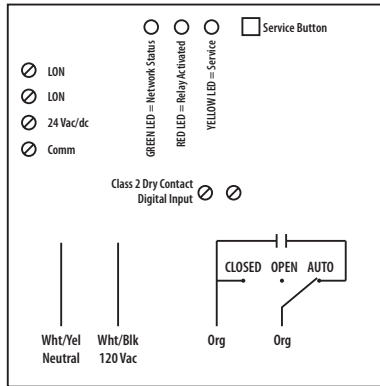 GREEN LED = Network Status
RED LED = Relay Activated
YELLOW LED = Service
Service Button
LON
LON
24 Vac/dc
Comm
Class 2 Dry Contact
Digital Input
CLOSED OPEN AUTO
Wht/Yel
Neutral
Wht/Blk
120 Vac
Org
Org